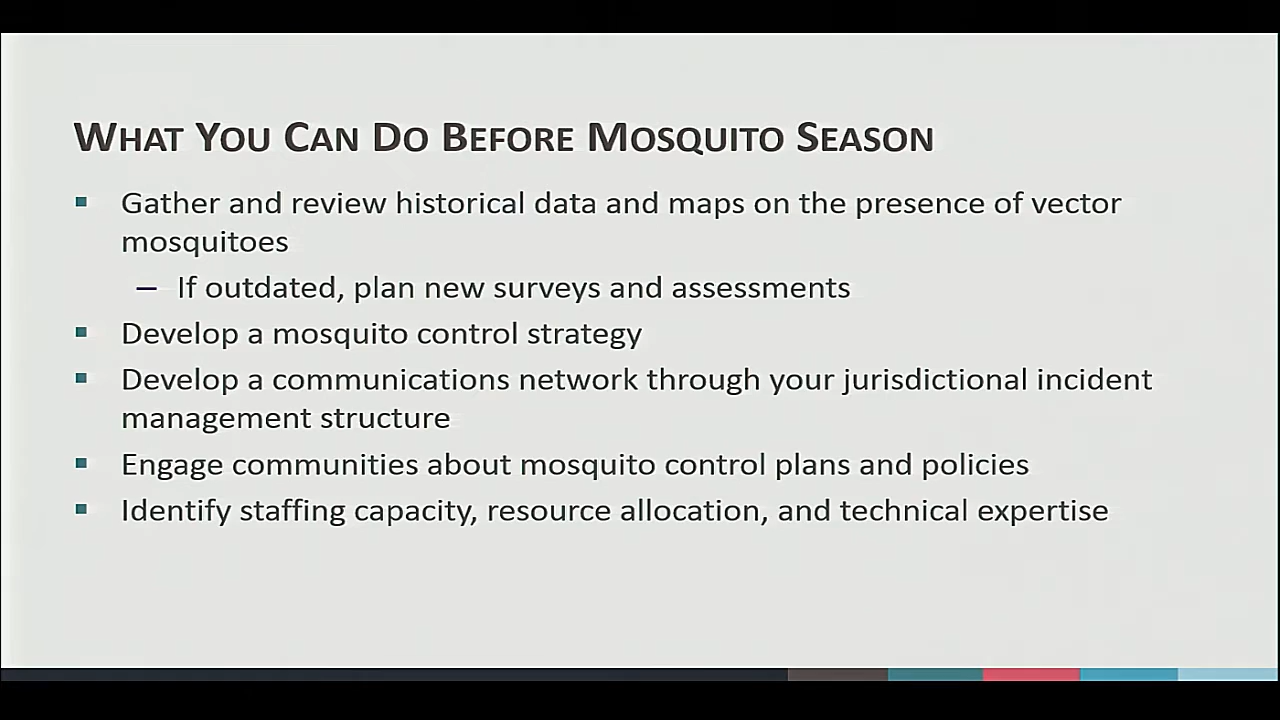 WHAT YOU CAN DO BEFORE MOSQUITO SEASON
▪ Gather and review historical data and maps on the presence of vector
mosquitoes
– If outdated, plan new surveys and assessments
▪ Develop a mosquito control strategy
▪ Develop a communications network through your jurisdictional incident
management structure
▪ Engage communities about mosquito control plans and policies
▪ Identify staffing capacity, resource allocation, and technical expertise